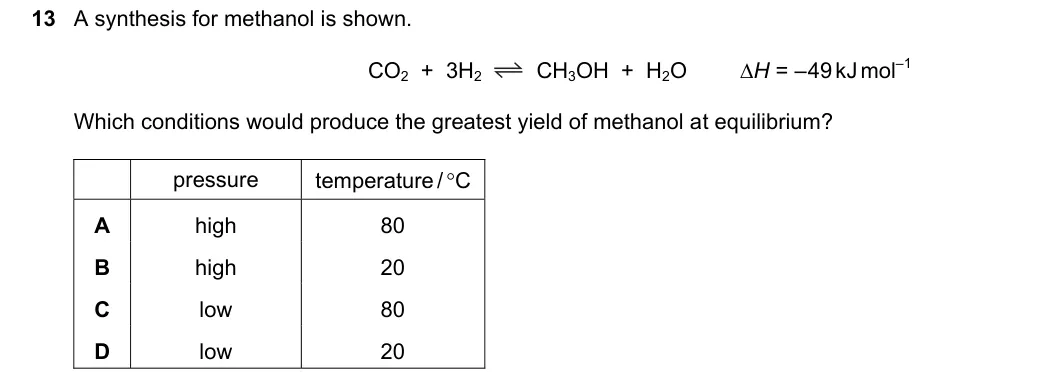 13 A synthesis for methanol is shown.
CO₂ + 3H₂ ⇌ CH₃OH + H₂O ΔH = –49 kJ mol⁻¹
Which conditions would produce the greatest yield of methanol at equilibrium?
pressure temperature / °C
A high 80
B high 20
C low 80
D low 20